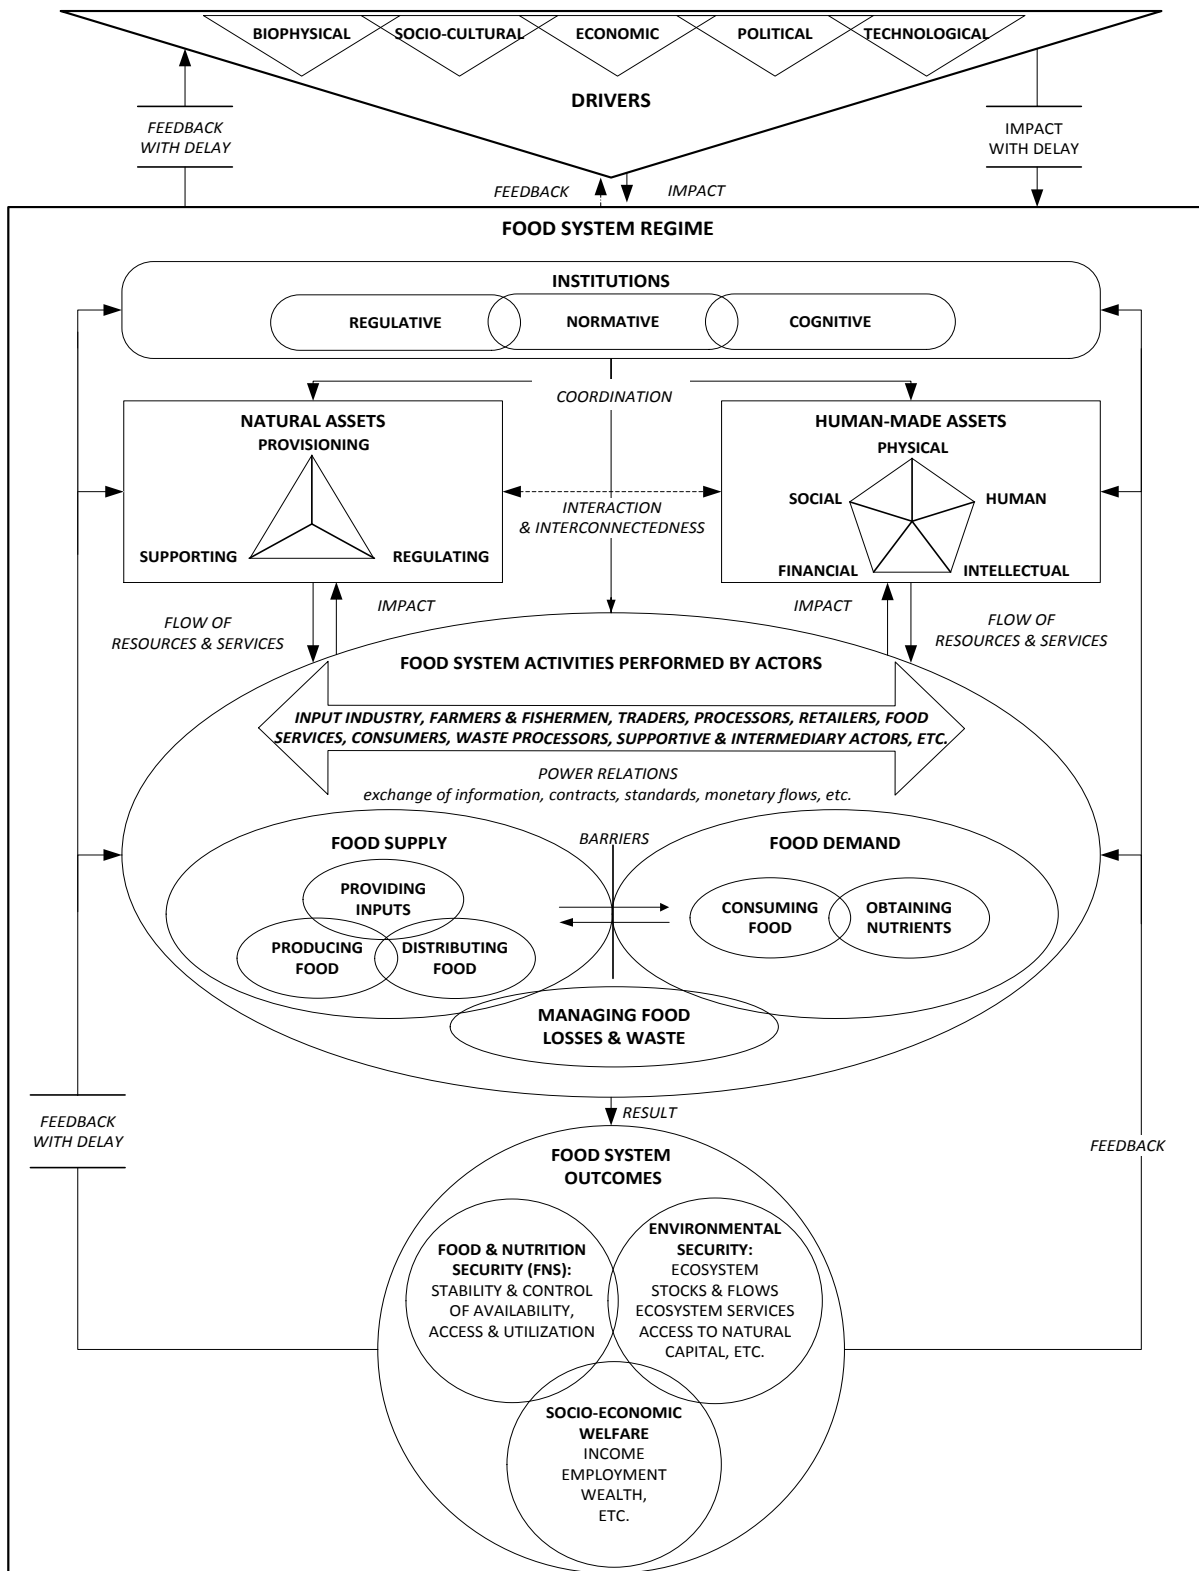 BIOPHYSICAL
SOCIO-CULTURAL
ECONOMIC
POLITICAL
TECHNOLOGICAL
DRIVERS
FEEDBACK
WITH DELAY
IMPACT
WITH DELAY
FEEDBACK
IMPACT
FOOD SYSTEM REGIME
INSTITUTIONS
REGULATIVE
NORMATIVE
COGNITIVE
COORDINATION
NATURAL ASSETS
PROVISIONING
SUPPORTING
REGULATING
HUMAN-MADE ASSETS
PHYSICAL
SOCIAL
HUMAN
FINANCIAL
INTELLECTUAL
INTERACTION
& INTERCONNECTEDNESS
FLOW OF
RESOURCES & SERVICES
IMPACT
IMPACT
FLOW OF
RESOURCES & SERVICES
FOOD SYSTEM ACTIVITIES PERFORMED BY ACTORS
INPUT INDUSTRY, FARMERS & FISHERMEN, TRADERS, PROCESSORS, RETAILERS, FOOD
SERVICES, CONSUMERS, WASTE PROCESSORS, SUPPORTIVE & INTERMEDIARY ACTORS, ETC.
POWER RELATIONS
exchange of information, contracts, standards, monetary flows, etc.
FOOD SUPPLY
PROVIDING
INPUTS
PRODUCING
FOOD
DISTRIBUTING
FOOD
BARRIERS
FOOD DEMAND
CONSUMING
FOOD
OBTAINING
NUTRIENTS
MANAGING FOOD
LOSSES & WASTE
RESULT
FEEDBACK
WITH DELAY
FEEDBACK
FOOD SYSTEM
OUTCOMES
FOOD & NUTRITION
SECURITY (FNS):
STABILITY & CONTROL
OF AVAILABILITY,
ACCESS & UTILIZATION
ENVIRONMENTAL
SECURITY:
ECOSYSTEM
STOCKS & FLOWS
ECOSYSTEM SERVICES
ACCESS TO NATURAL
CAPITAL, ETC.
SOCIO-ECONOMIC
WELFARE
INCOME
EMPLOYMENT
WEALTH,
ETC.